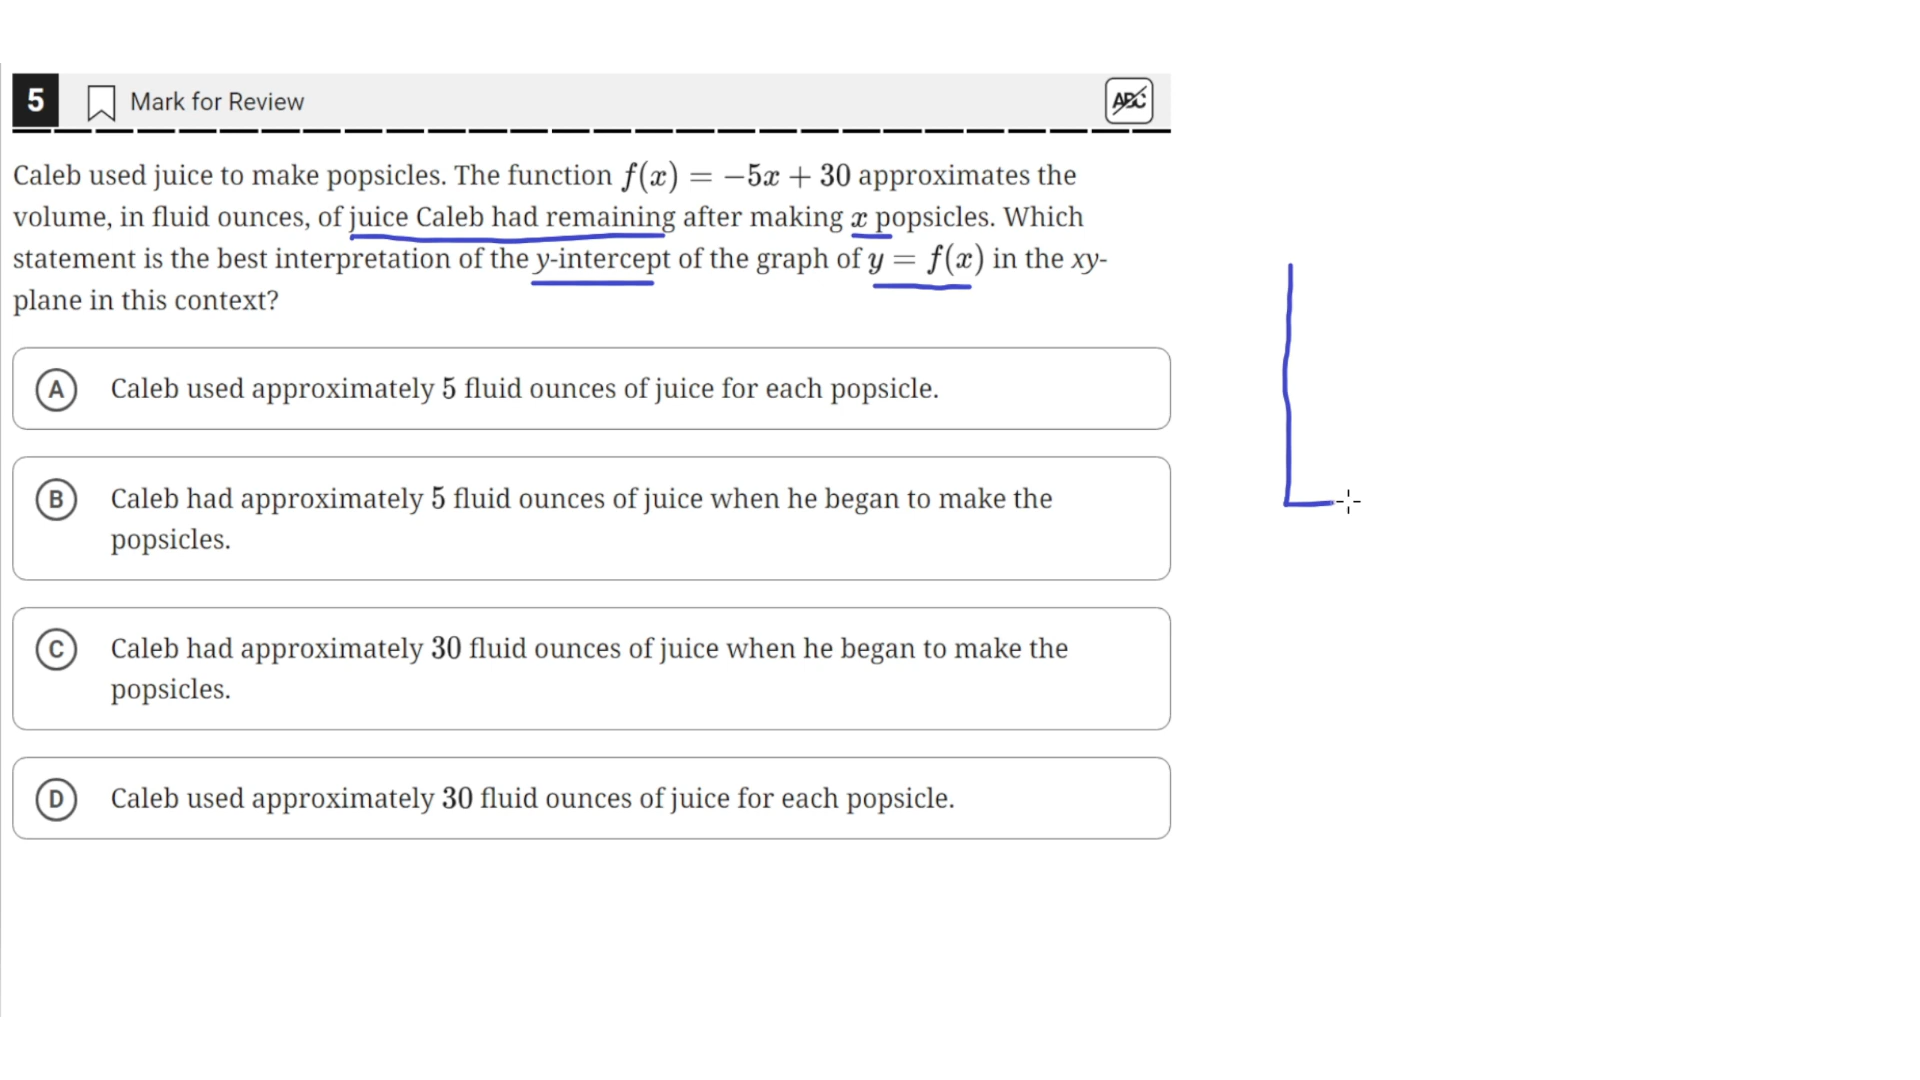 5 Mark for Review ABC
Caleb used juice to make popsicles. The function f(x) = −5x + 30 approximates the
volume, in fluid ounces, of juice Caleb had remaining after making x popsicles. Which
statement is the best interpretation of the y-intercept of the graph of y = f(x) in the xy-
plane in this context?
A Caleb used approximately 5 fluid ounces of juice for each popsicle.
B Caleb had approximately 5 fluid ounces of juice when he began to make the
popsicles.
C Caleb had approximately 30 fluid ounces of juice when he began to make the
popsicles.
D Caleb used approximately 30 fluid ounces of juice for each popsicle.